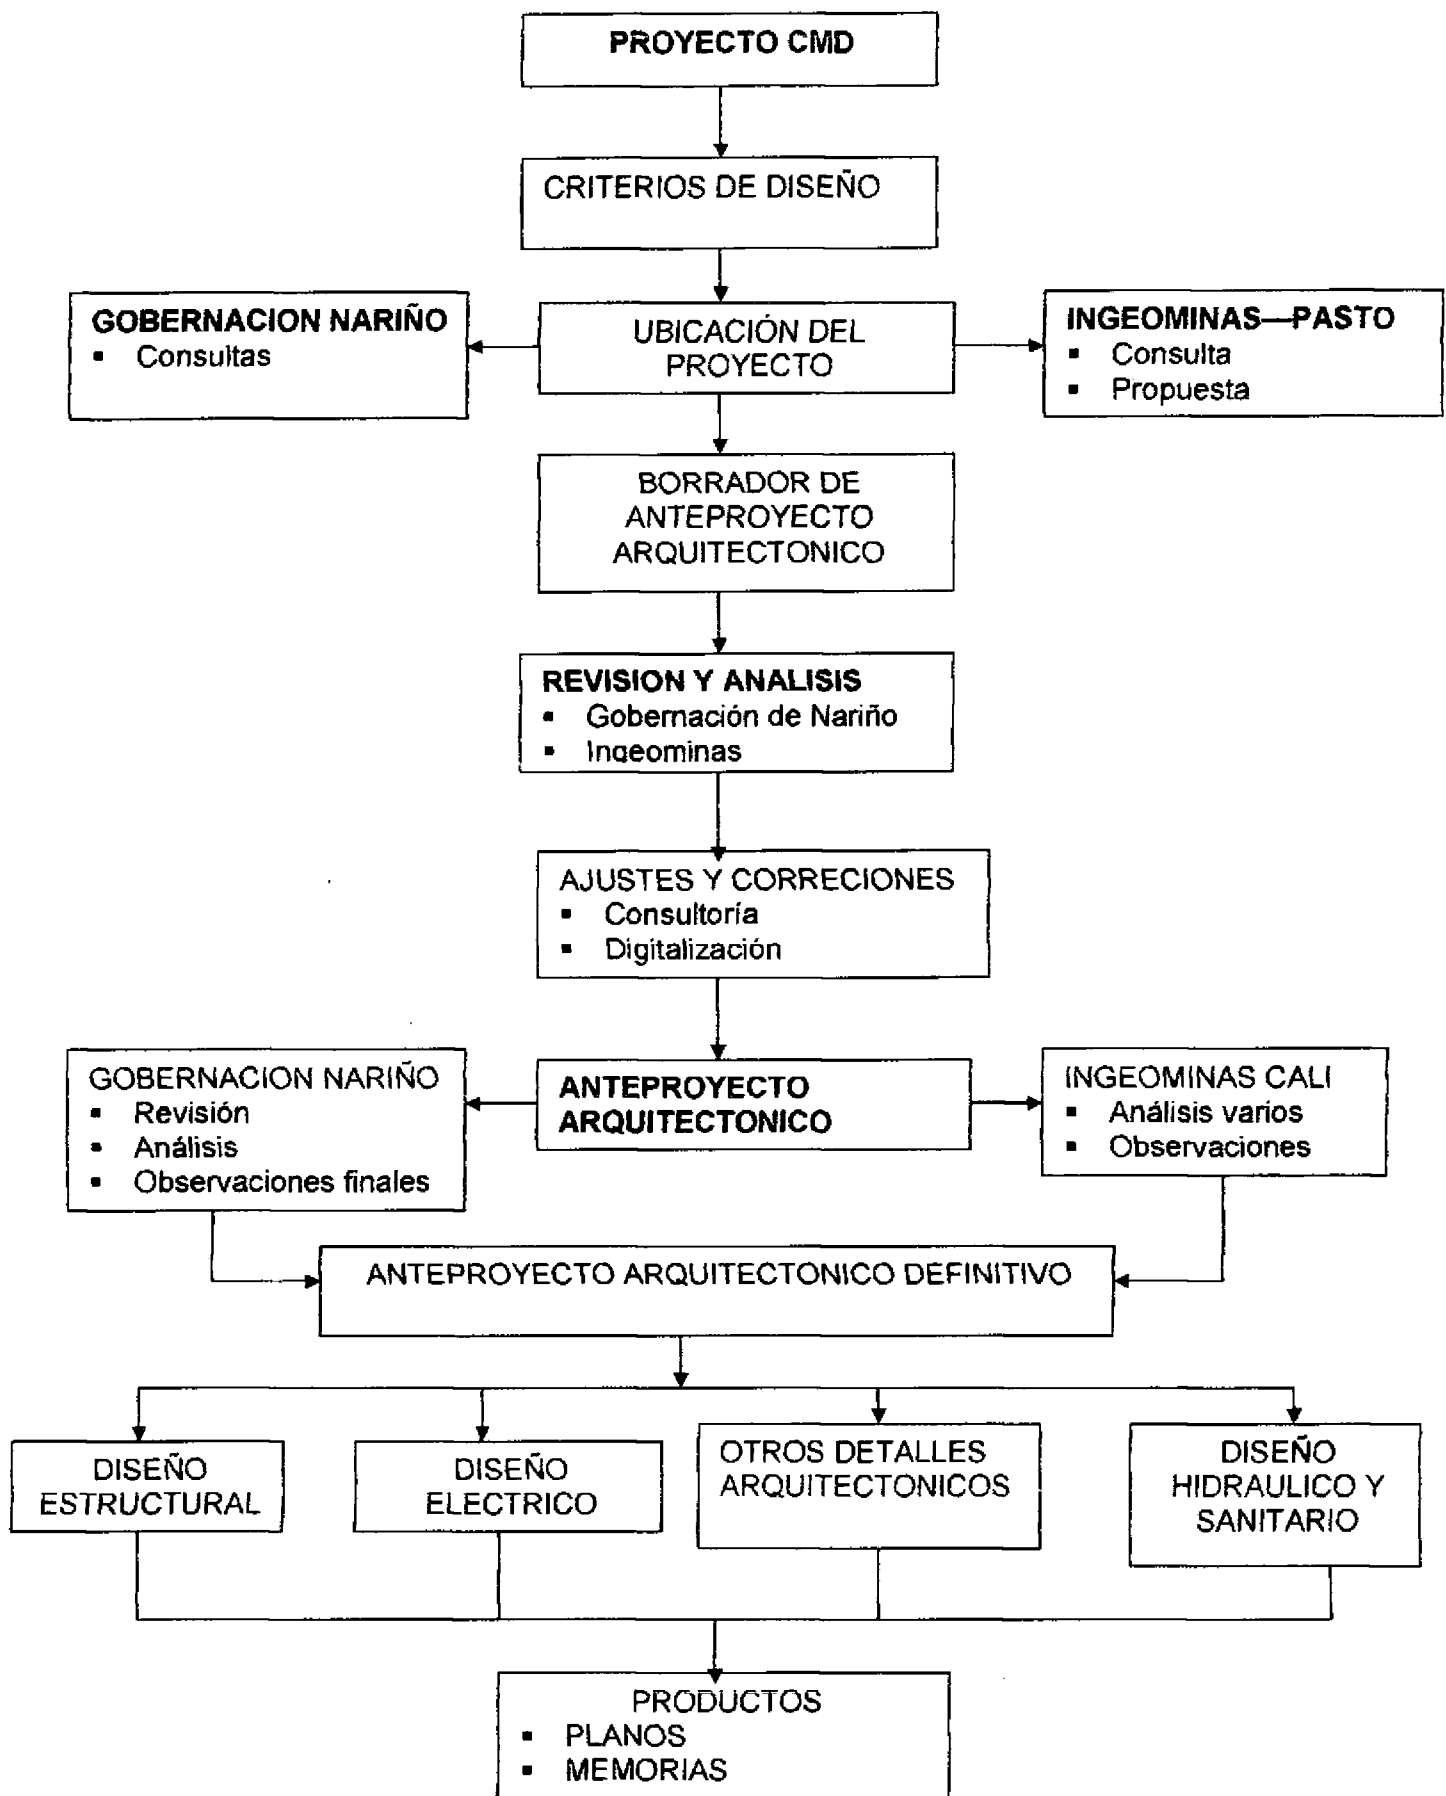 PROYECTO CMD
CRITERIOS DE DISEÑO
GOBERNACION NARIÑO
▪ Consultas
UBICACIÓN DEL
PROYECTO
INGEOMINAS—PASTO
▪ Consulta
▪ Propuesta
BORRADOR DE
ANTEPROYECTO
ARQUITECTONICO
REVISION Y ANALISIS
▪ Gobernación de Nariño
▪ Ingeominas
AJUSTES Y CORRECIONES
▪ Consultoría
▪ Digitalización
GOBERNACION NARIÑO
▪ Revisión
▪ Análisis
▪ Observaciones finales
ANTEPROYECTO
ARQUITECTONICO
INGEOMINAS CALI
▪ Análisis varios
▪ Observaciones
ANTEPROYECTO ARQUITECTONICO DEFINITIVO
DISEÑO
ESTRUCTURAL
DISEÑO
ELECTRICO
OTROS DETALLES
ARQUITECTONICOS
DISEÑO
HIDRAULICO Y
SANITARIO
PRODUCTOS
▪ PLANOS
▪ MEMORIAS